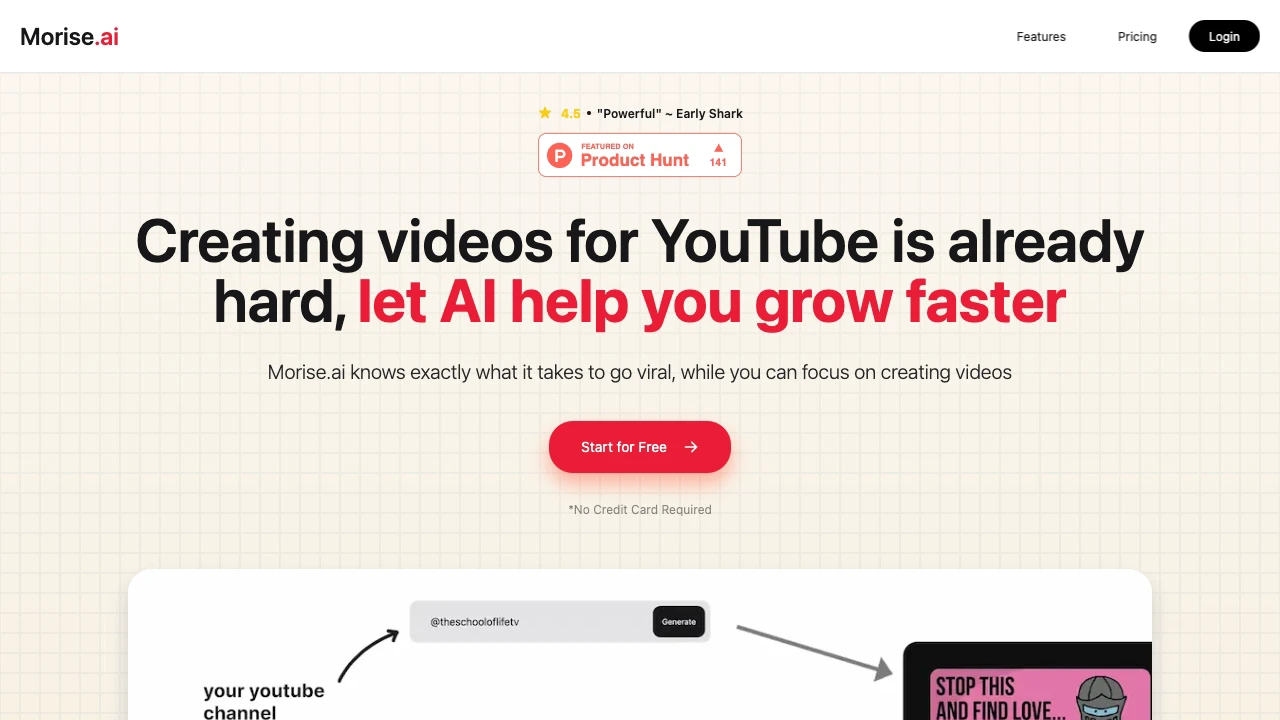 Morise.ai
Features
Pricing
Login
4.5 • "Powerful" ~ Early Shark
P
FEATURED ON
Product Hunt
141
Creating videos for YouTube is already
hard, let AI help you grow faster
Morise.ai knows exactly what it takes to go viral, while you can focus on creating videos
Start for Free
*No Credit Card Required
@theschooloflifetv
Generate
your youtube
channel
STOP THIS
AND FIND LOVE...